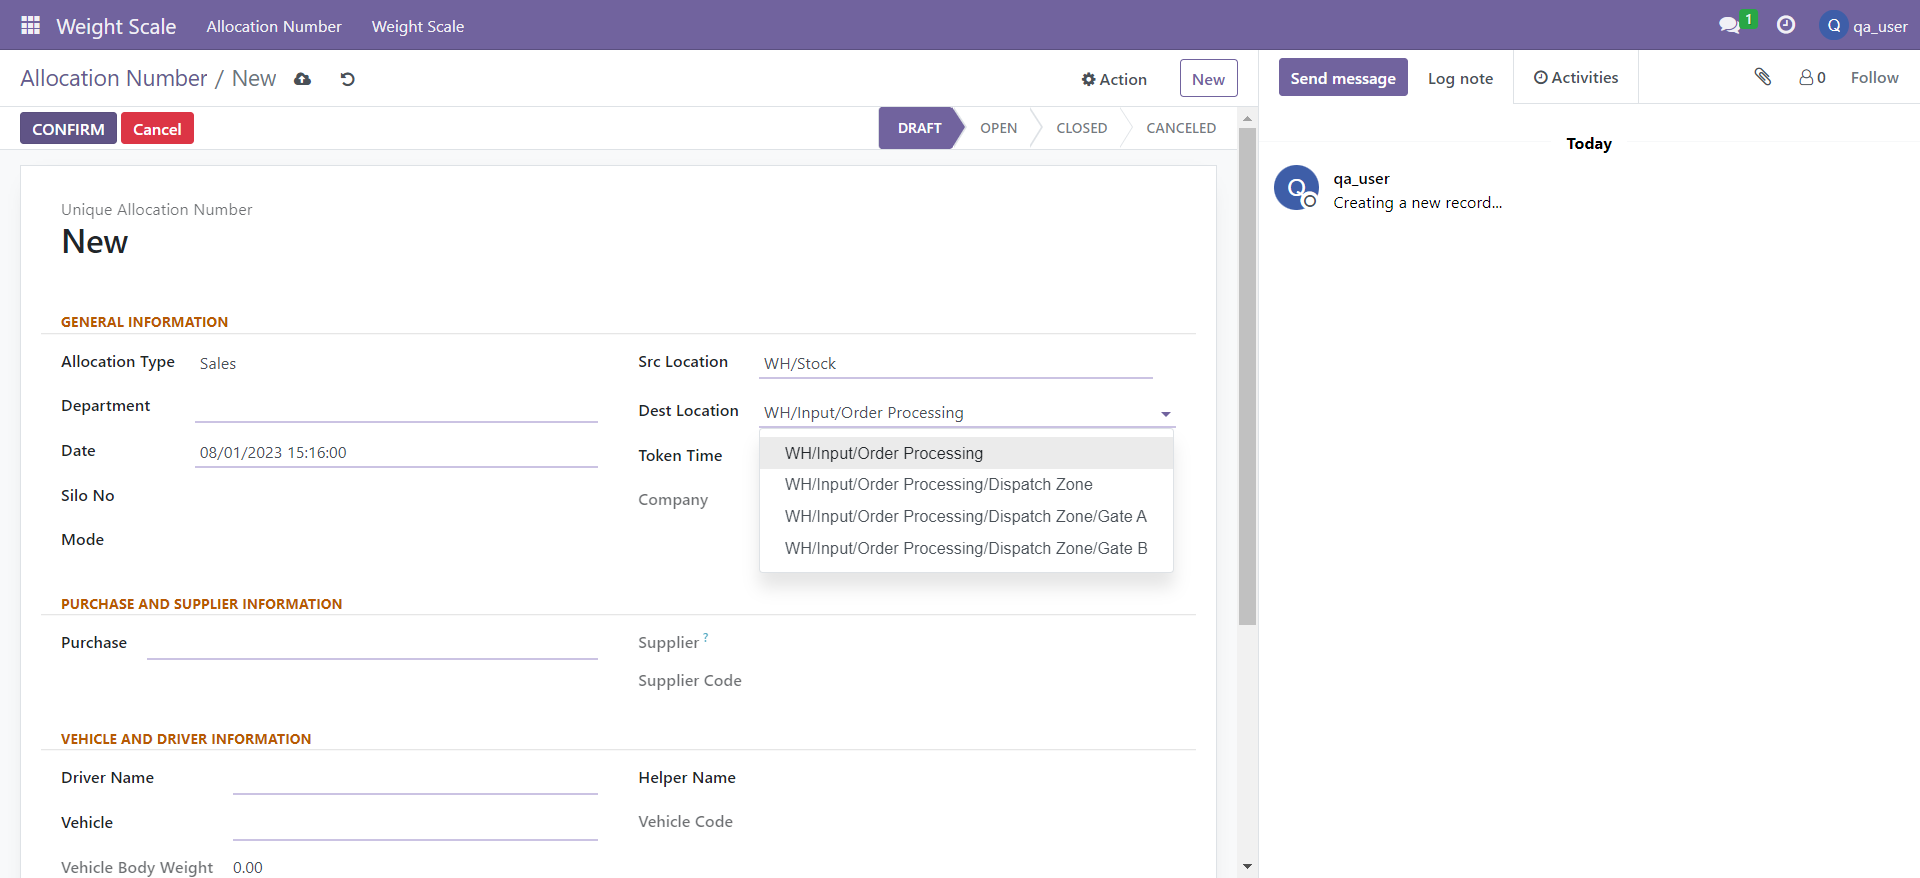 Weight Scale Allocation Number Weight Scale 1 Q qa_user
Allocation Number / New Action New
Send message Log note Activities 0 Follow
CONFIRM Cancel DRAFT OPEN CLOSED CANCELED
Today
qa_user
Q Creating a new record...
Unique Allocation Number
New
GENERAL INFORMATION
Allocation Type Sales
Department
Date 08/01/2023 15:16:00
Silo No
Mode
Src Location WH/Stock
Dest Location WH/Input/Order Processing
WH/Input/Order Processing
WH/Input/Order Processing/Dispatch Zone
WH/Input/Order Processing/Dispatch Zone/Gate A
WH/Input/Order Processing/Dispatch Zone/Gate B
Token Time
Company
PURCHASE AND SUPPLIER INFORMATION
Purchase
Supplier ?
Supplier Code
VEHICLE AND DRIVER INFORMATION
Driver Name
Vehicle
Vehicle Body Weight 0.00
Helper Name
Vehicle Code